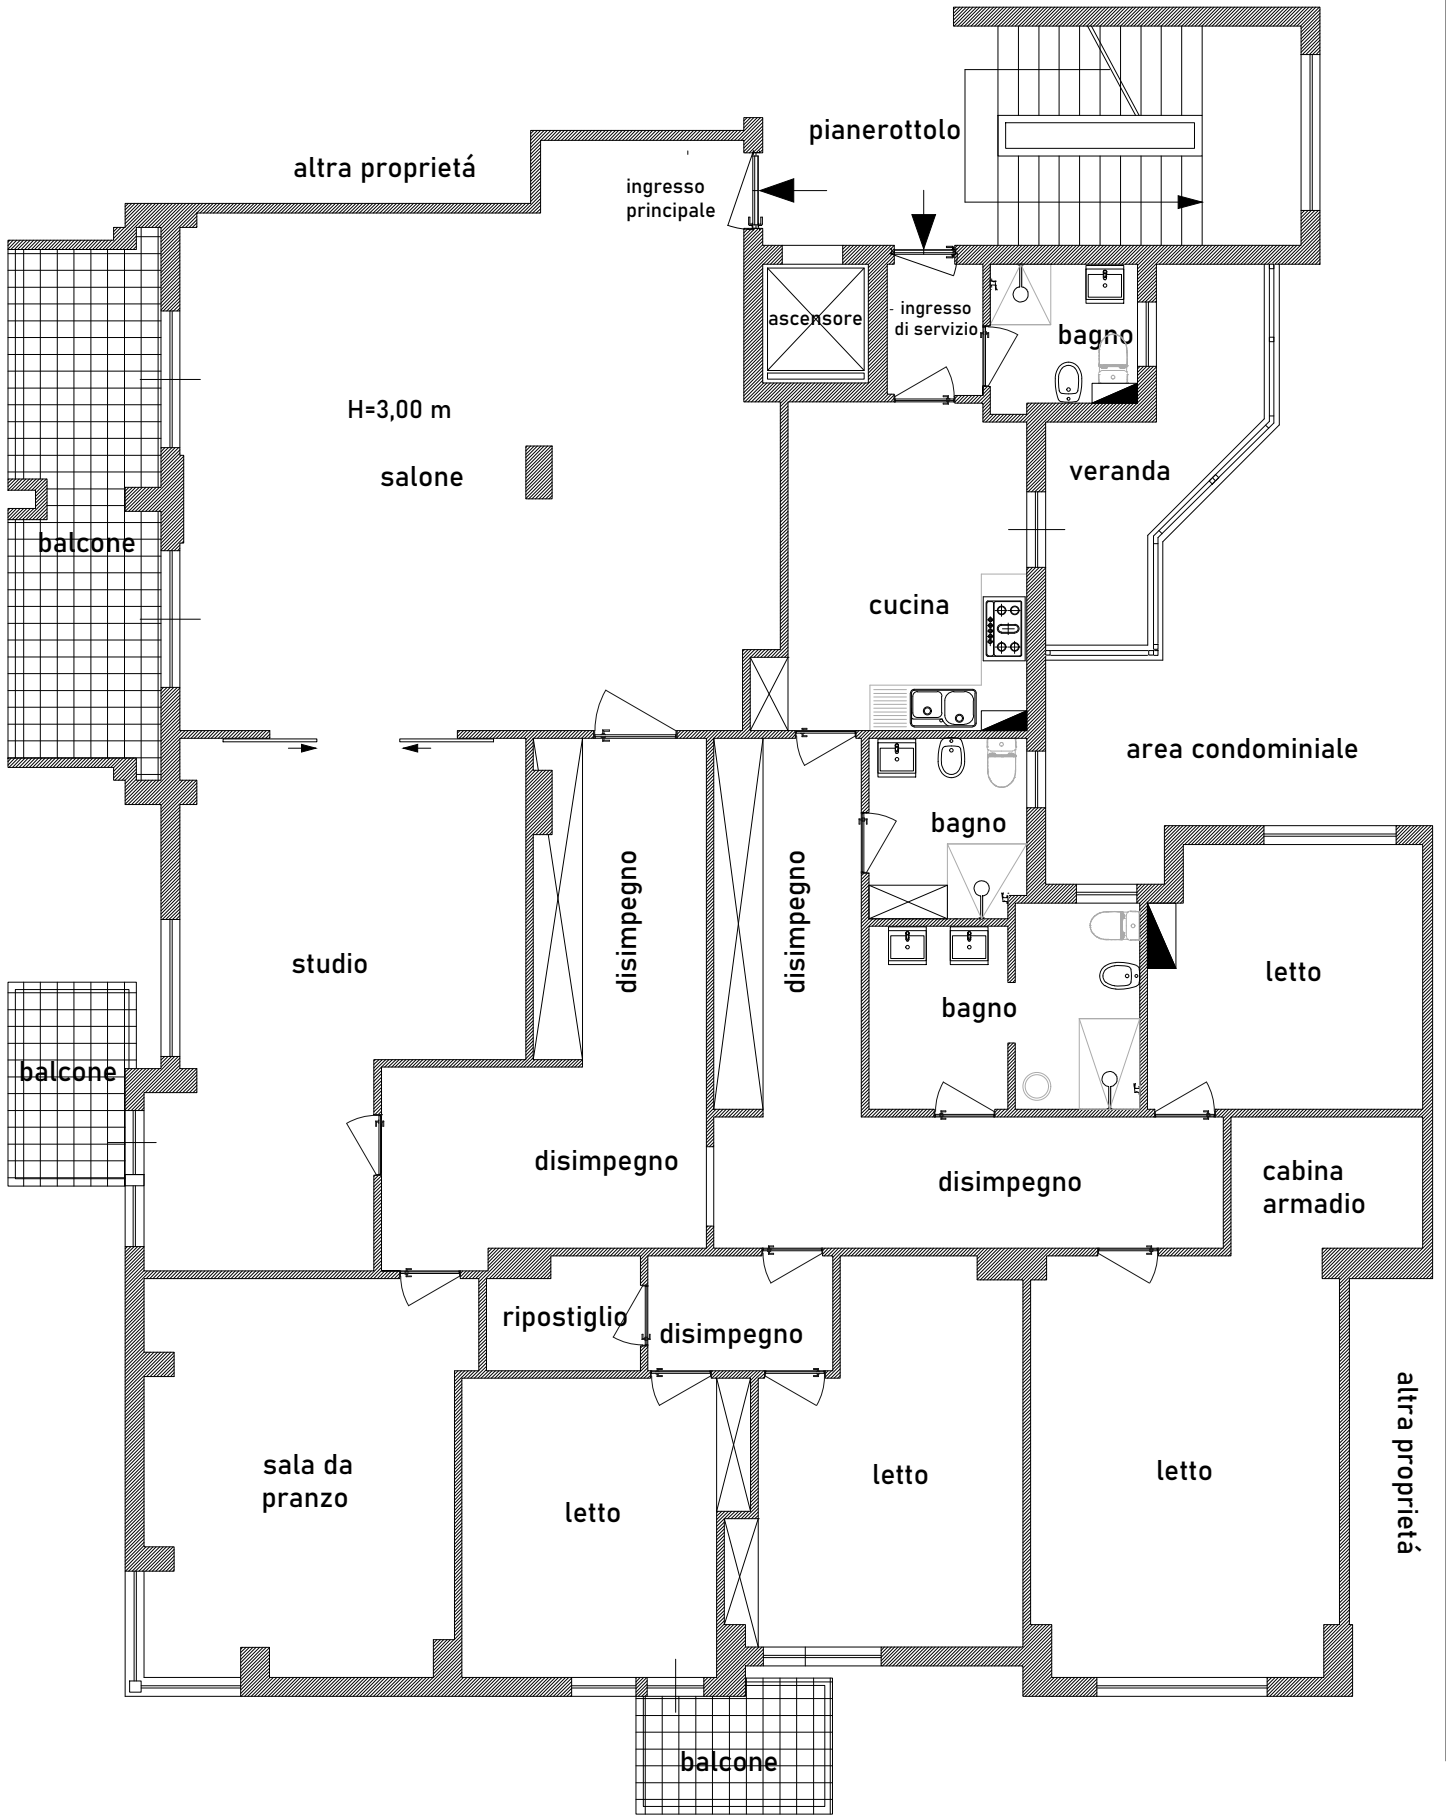 pianerottolo
altra proprietá
ingresso
principale
ascensore
ingresso
di servizio
bagno
H=3,00 m
salone
veranda
balcone
cucina
area condominiale
bagno
disimpegno
disimpegno
studio
letto
bagno
balcone
disimpegno
disimpegno
cabina
armadio
ripostiglio
disimpegno
altra proprietá
sala da
pranzo
letto
letto
letto
balcone